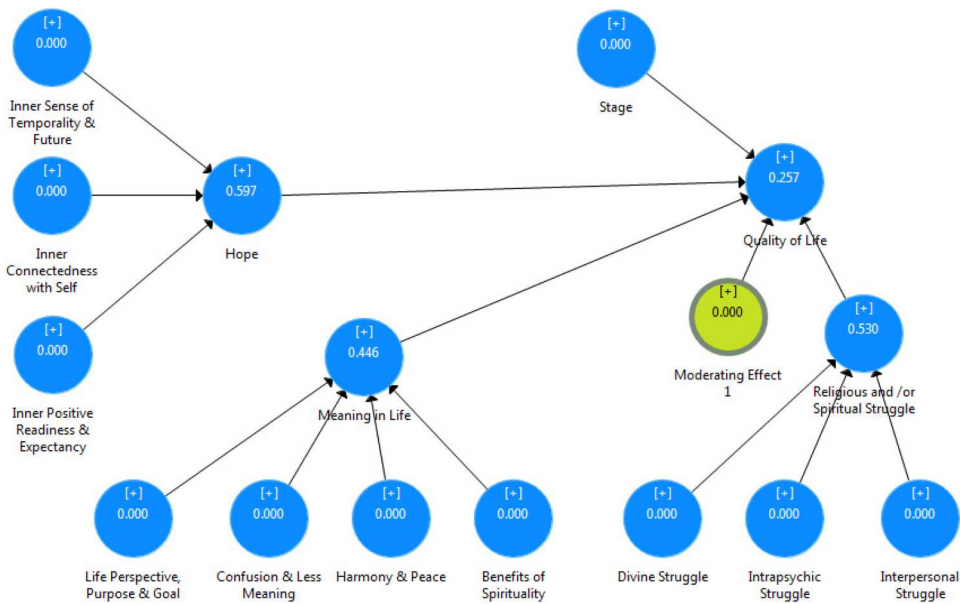 [+]
0.000
Inner Sense of
Temporality &
Future
[+]
0.000
Stage
[+]
0.000
Inner
Connectedness
with Self
[+]
0.597
Hope
[+]
0.257
Quality of Life
[+]
0.000
Inner Positive
Readiness &
Expectancy
[+]
0.446
Meaning in Life
[+]
0.000
Moderating Effect
1
[+]
0.530
Religious and /or
Spiritual Struggle
[+]
0.000
Life Perspective,
Purpose & Goal
[+]
0.000
Confusion & Less
Meaning
[+]
0.000
Harmony & Peace
[+]
0.000
Benefits of
Spirituality
[+]
0.000
Divine Struggle
[+]
0.000
Intrapsychic
Struggle
[+]
0.000
Interpersonal
Struggle